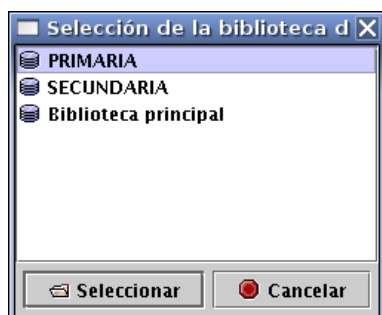 Selección de la biblioteca d
PRIMARIA
SECUNDARIA
Biblioteca principal
Seleccionar
Cancelar